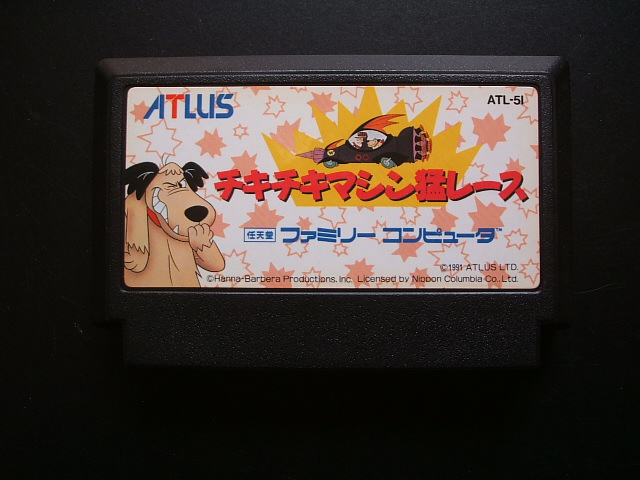 ATLUS
ATL-5I
チキチキマシン猛レース
任天堂 ファミリー コンピュータ™
©1991 ATLUS LTD.
©Hanna-Barbera Productions, Inc. Licensed by Nippon Columbia Co. Ltd.